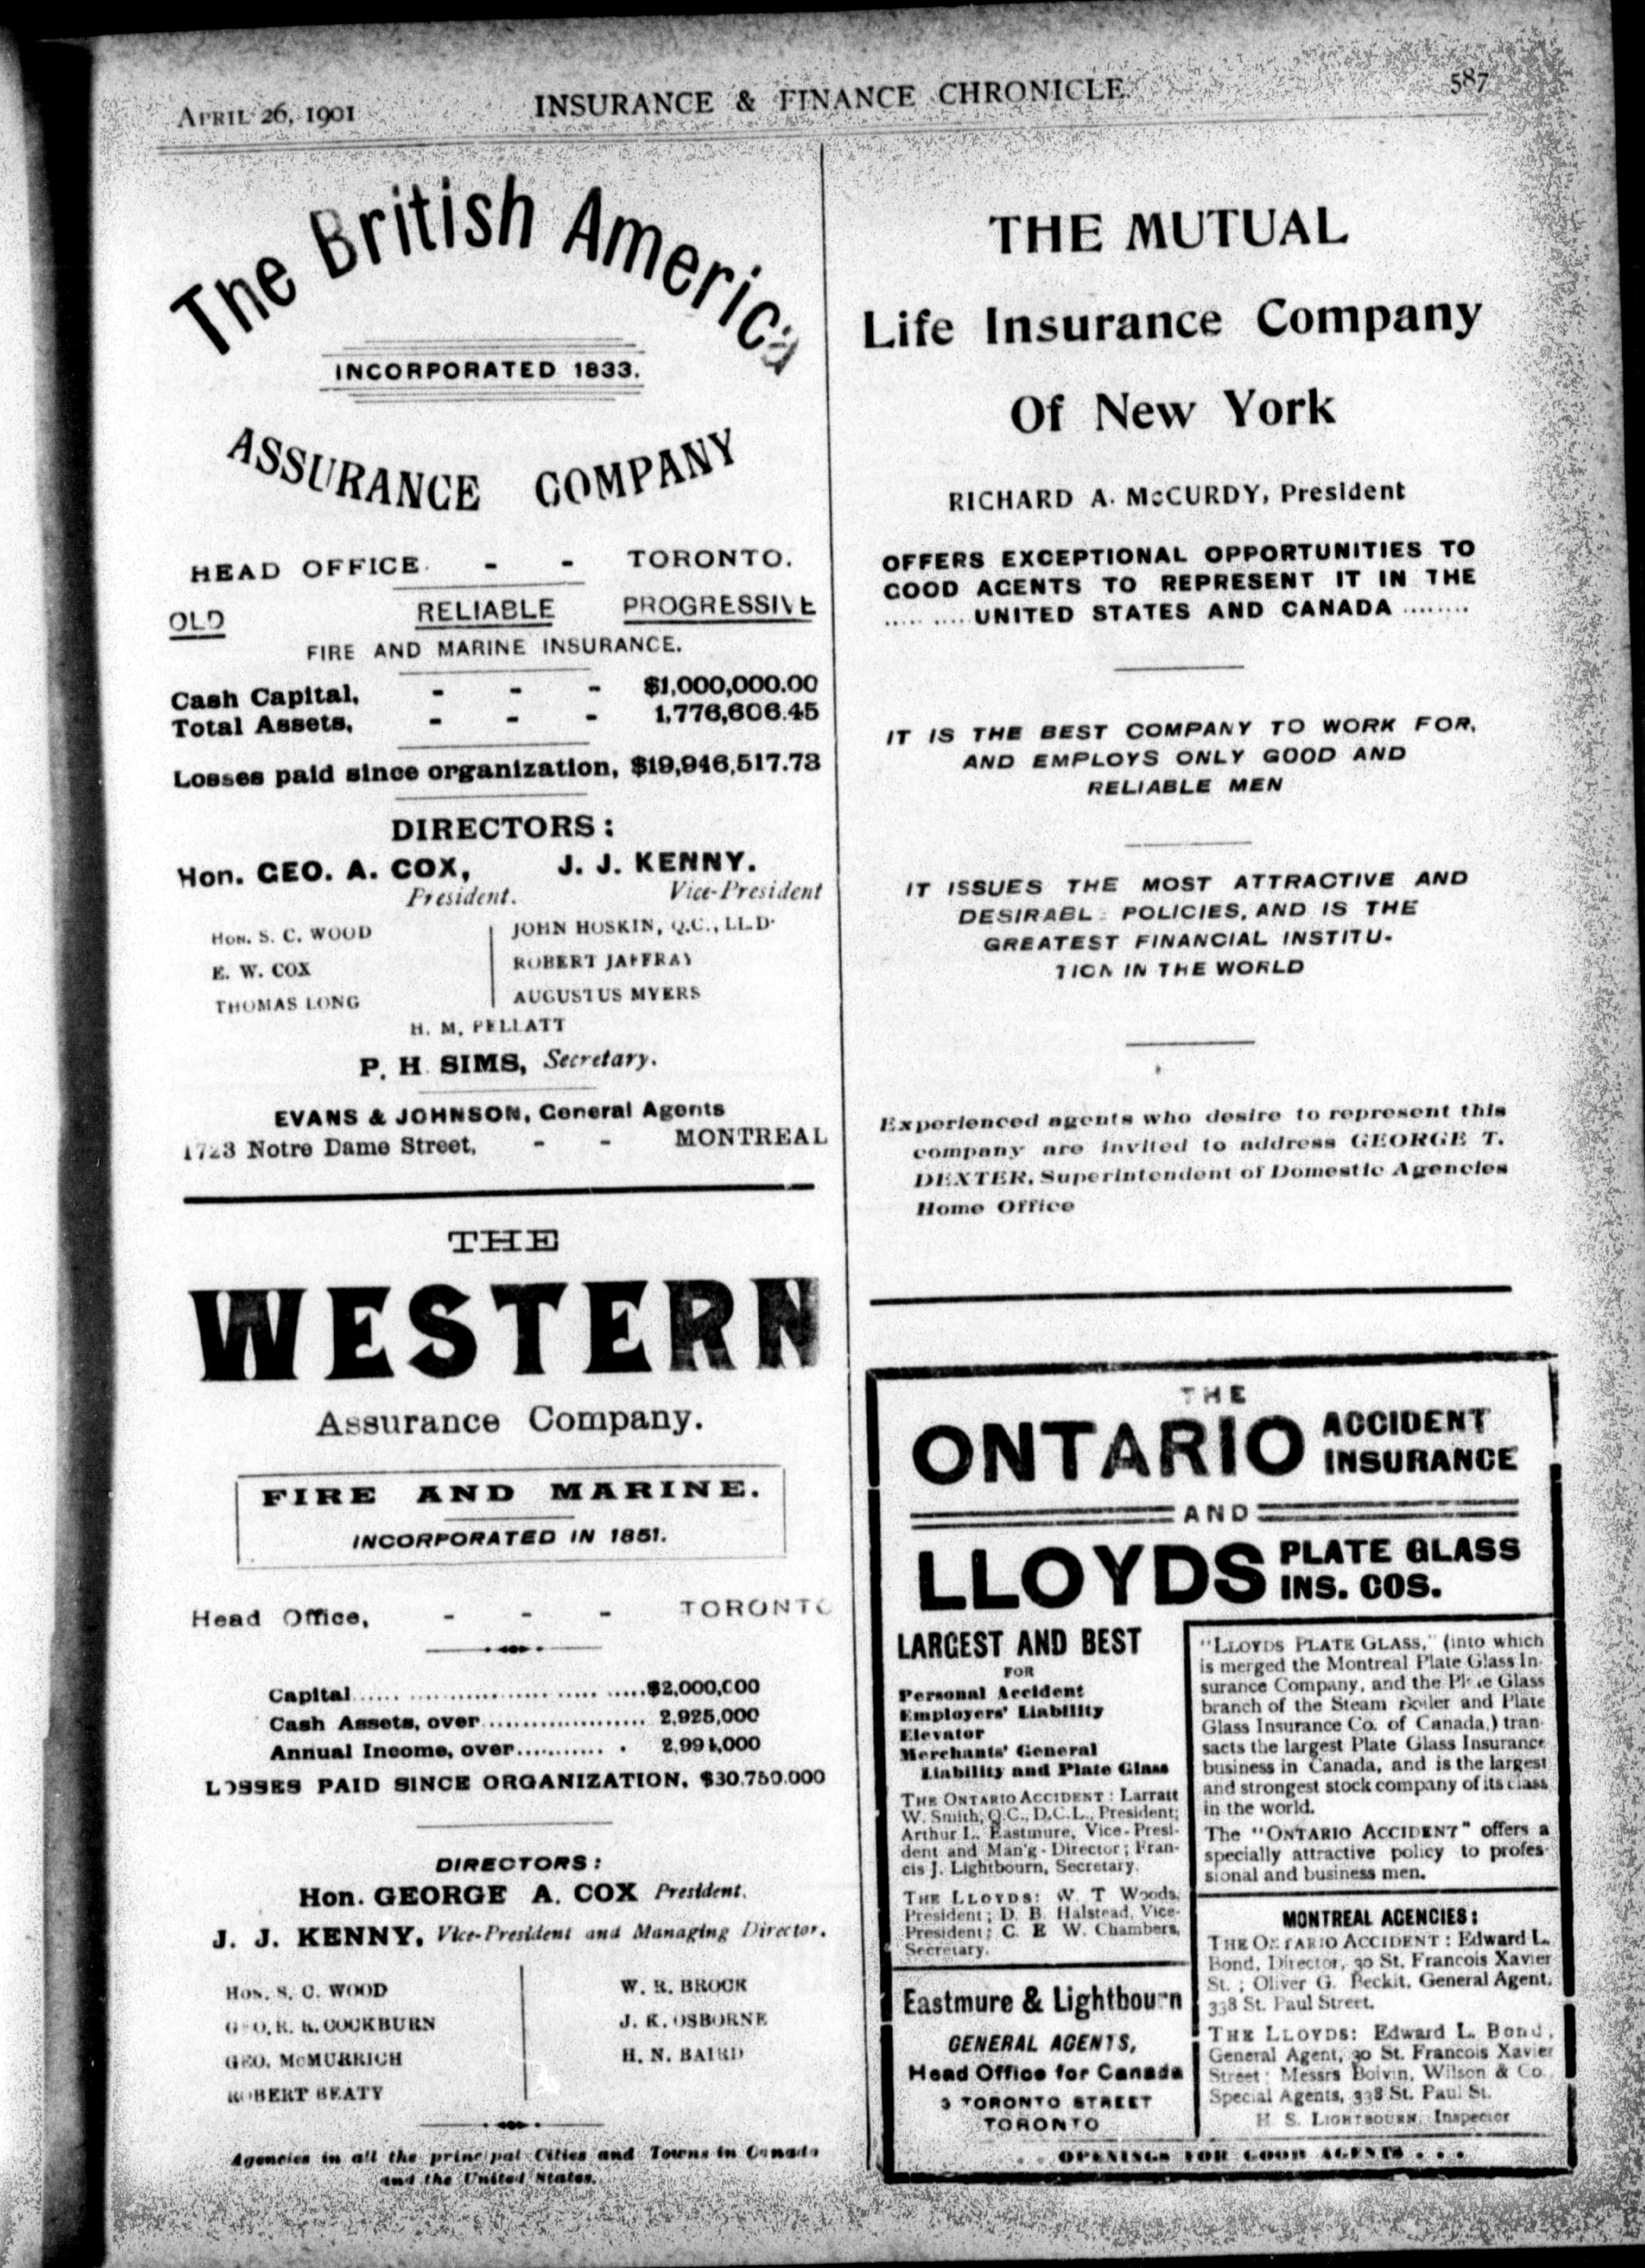 APRIL 26, 1901
INSURANCE & FINANCE CHRONICLE.
587
The British America
INCORPORATED 1833.
ASSURANCE COMPANY
HEAD OFFICE. - - TORONTO.
OLD RELIABLE PROGRESSIVE
FIRE AND MARINE INSURANCE.
Cash Capital, - - - $1,000,000.00
Total Assets, - - - 1,776,606.45
Losses paid since organization, $19,946,517.73
DIRECTORS:
Hon. GEO. A. COX, J. J. KENNY.
President. Vice-President
HON. S. C. WOOD
E. W. COX
THOMAS LONG
JOHN HOSKIN, Q.C., LL.D.
ROBERT JAFFRAY
AUGUSTUS MYERS
H. M. PELLATT
P. H. SIMS, Secretary.
EVANS & JOHNSON, General Agents
1723 Notre Dame Street, - - MONTREAL
THE
WESTERN
Assurance Company.
FIRE AND MARINE.
INCORPORATED IN 1851.
Head Office, - - - TORONTO
Capital ........ $2,000,000
Cash Assets, over ........ 2,925,000
Annual Income, over ........
LOSSES PAID SINCE ORGANIZATION, $30,750.000
DIRECTORS:
Hon. GEORGE A. COX President.
J. J. KENNY, Vice-President and Managing Director.
HON. S. C. WOOD
GEO. R. R. COCKBURN
GEO. McMURRICH
ROBERT BEATY
W. R. BROCK
J. K. OSBORNE
H. N. BAIRD
Agencies in all the principal Cities and Towns in Canada
and the United States.
THE MUTUAL
Life Insurance Company
Of New York
RICHARD A. McCURDY, President
OFFERS EXCEPTIONAL OPPORTUNITIES TO
GOOD AGENTS TO REPRESENT IT IN THE
..... .... UNITED STATES AND CANADA ........
IT IS THE BEST COMPANY TO WORK FOR,
AND EMPLOYS ONLY GOOD AND
RELIABLE MEN
IT ISSUES THE MOST ATTRACTIVE AND
DESIRABLE POLICIES, AND IS THE
GREATEST FINANCIAL INSTITU-
TION IN THE WORLD
Experienced agents who desire to represent this
company are invited to address GEORGE T.
DEXTER, Superintendent of Domestic Agencies
Home Office
THE
ONTARIO ACCIDENT
INSURANCE
AND
LLOYDS PLATE GLASS
INS. COS.
LARGEST AND BEST
FOR
Personal Accident
Employers' Liability
Elevator
Merchants' General
Liability and Plate Glass
THE ONTARIO ACCIDENT: Larratt
W. Smith, Q.C., D.C.L., President;
Arthur L. Eastmure, Vice-Presi-
dent and Man'g-Director; Fran-
cis J. Lightbourn, Secretary.
THE LLOYDS: W. T. Woods,
President; D. B. Halstead, Vice-
President; C. E. W. Chambers,
Secretary.
Eastmure & Lightbourn
GENERAL AGENTS,
Head Office for Canada
3 TORONTO STREET
TORONTO
"LLOYDS PLATE GLASS," (into which
is merged the Montreal Plate Glass In-
surance Company, and the Plate Glass
branch of the Steam Boiler and Plate
Glass Insurance Co. of Canada,) tran-
sacts the largest Plate Glass Insurance
business in Canada, and is the largest
and strongest stock company of its class
in the world.
The "ONTARIO ACCIDENT" offers a
specially attractive policy to profes-
sional and business men.
MONTREAL AGENCIES:
THE ONTARIO ACCIDENT: Edward L.
Bond, Director, 30 St. Francois Xavier
St.; Oliver G. Beckit, General Agent,
338 St. Paul Street.
THE LLOYDS: Edward L. Bond,
General Agent, 30 St. Francois Xavier
Street; Messrs Boivin, Wilson & Co.
Special Agents, 338 St. Paul St.
H. S. LIGHTBOURN, Inspector
. . OPENINGS FOR GOOD AGENTS . . .